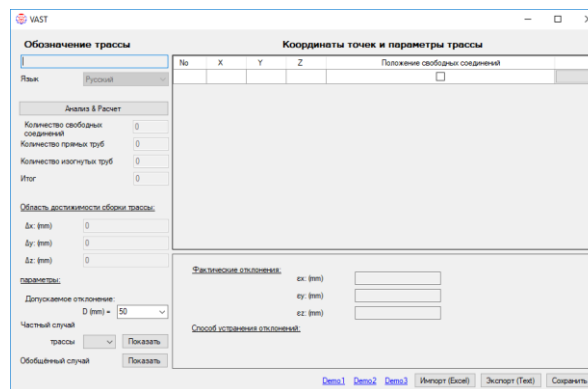 VAST
Обозначение трассы
Координаты точек и параметры трассы
Язык Русский
No X Y Z Положение свободных соединений
Анализ & Расчет
Количество свободных соединений 0
Количество прямых труб 0
Количество изогнутых труб 0
Итог 0
Область достижимости сборки трассы:
Δx: (mm) 0
Δy: (mm) 0
Δz: (mm) 0
параметры:
Допускаемое отклонение:
D (mm) = 50
Частный случай
трассы Показать
Обобщённый случай Показать
Фактические отклонения:
εx: (mm)
εy: (mm)
εz: (mm)
Способ устранения отклонений:
Demo1 Demo2 Demo3 Импорт (Excel) Экспорт (Text) Сохранить